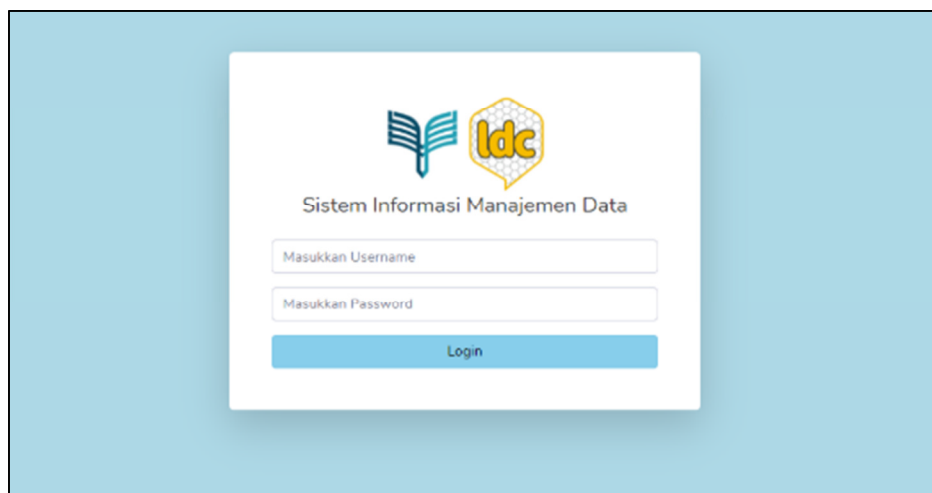 ldc
Sistem Informasi Manajemen Data
Masukkan Username
Masukkan Password
Login